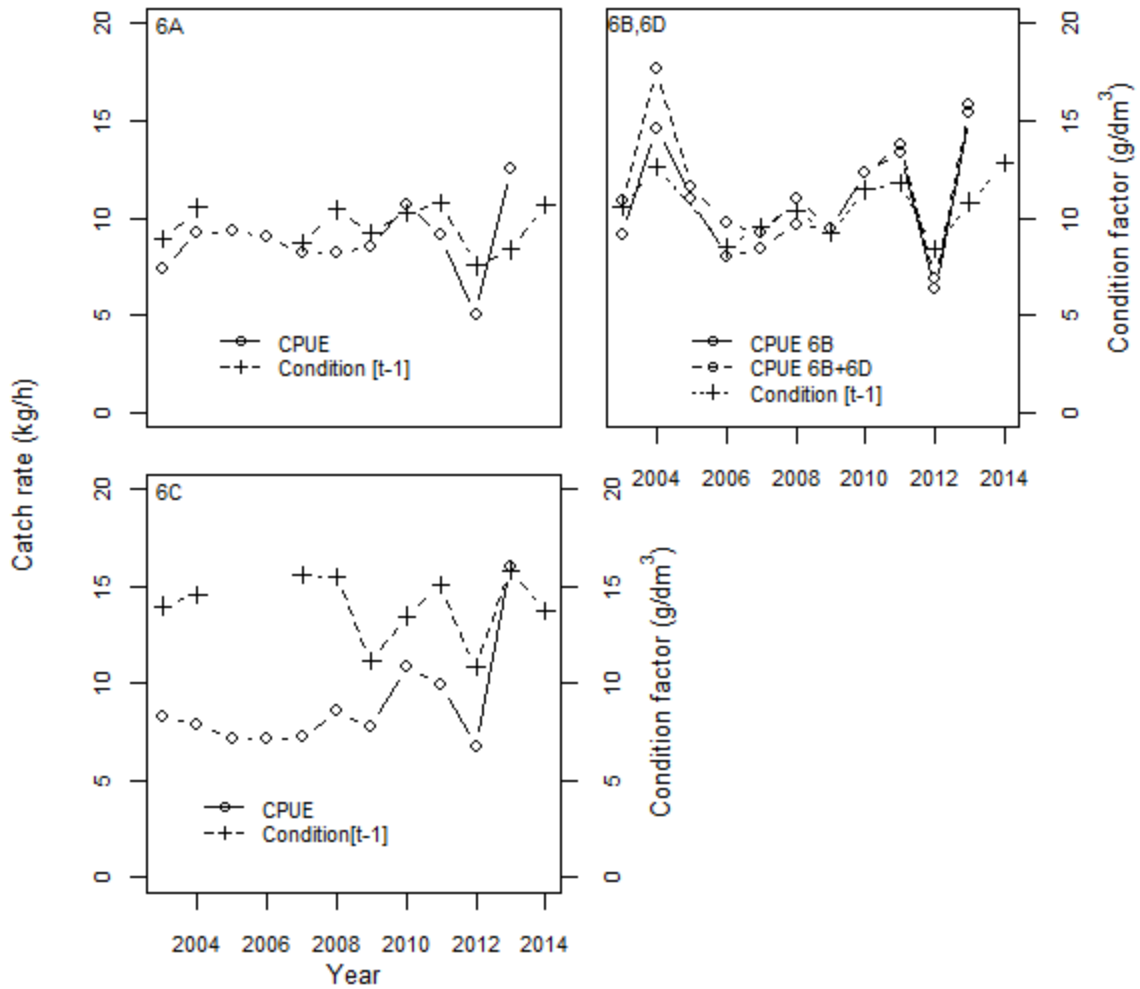 6A
20
15
10
5
0
CPUE
Condition [t-1]
6B,6D
20
15
10
5
0
CPUE 6B
CPUE 6B+6D
Condition [t-1]
2004 2006 2008 2010 2012 2014
Condition factor (g/dm³)
Catch rate (kg/h)
6C
20
15
10
5
0
CPUE
Condition[t-1]
20
15
10
5
0
Condition factor (g/dm³)
2004 2006 2008 2010 2012 2014
Year